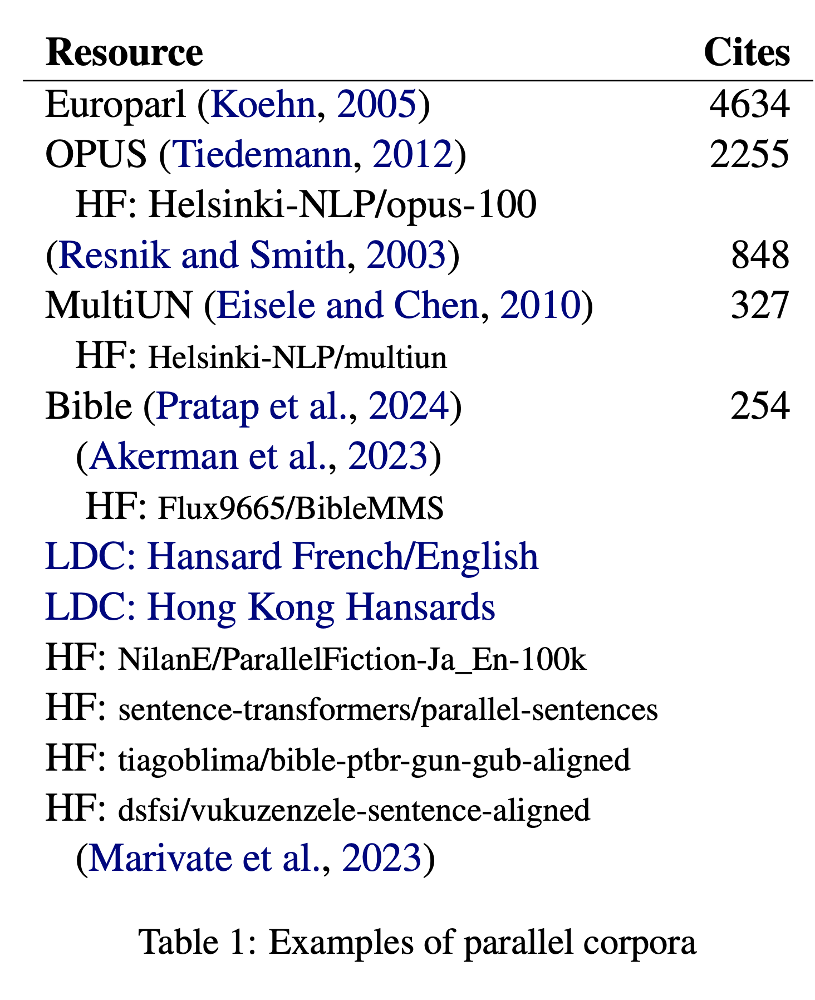 Resource Cites
Europarl (Koehn, 2005) 4634
OPUS (Tiedemann, 2012) 2255
HF: Helsinki-NLP/opus-100
(Resnik and Smith, 2003) 848
MultiUN (Eisele and Chen, 2010) 327
HF: Helsinki-NLP/multiun
Bible (Pratap et al., 2024) 254
(Akerman et al., 2023)
HF: Flux9665/BibleMMS
LDC: Hansard French/English
LDC: Hong Kong Hansards
HF: NilanE/ParallelFiction-Ja_En-100k
HF: sentence-transformers/parallel-sentences
HF: tiagoblima/bible-ptbr-gun-gub-aligned
HF: dsfsi/vukuzenzele-sentence-aligned
(Marivate et al., 2023)
Table 1: Examples of parallel corpora